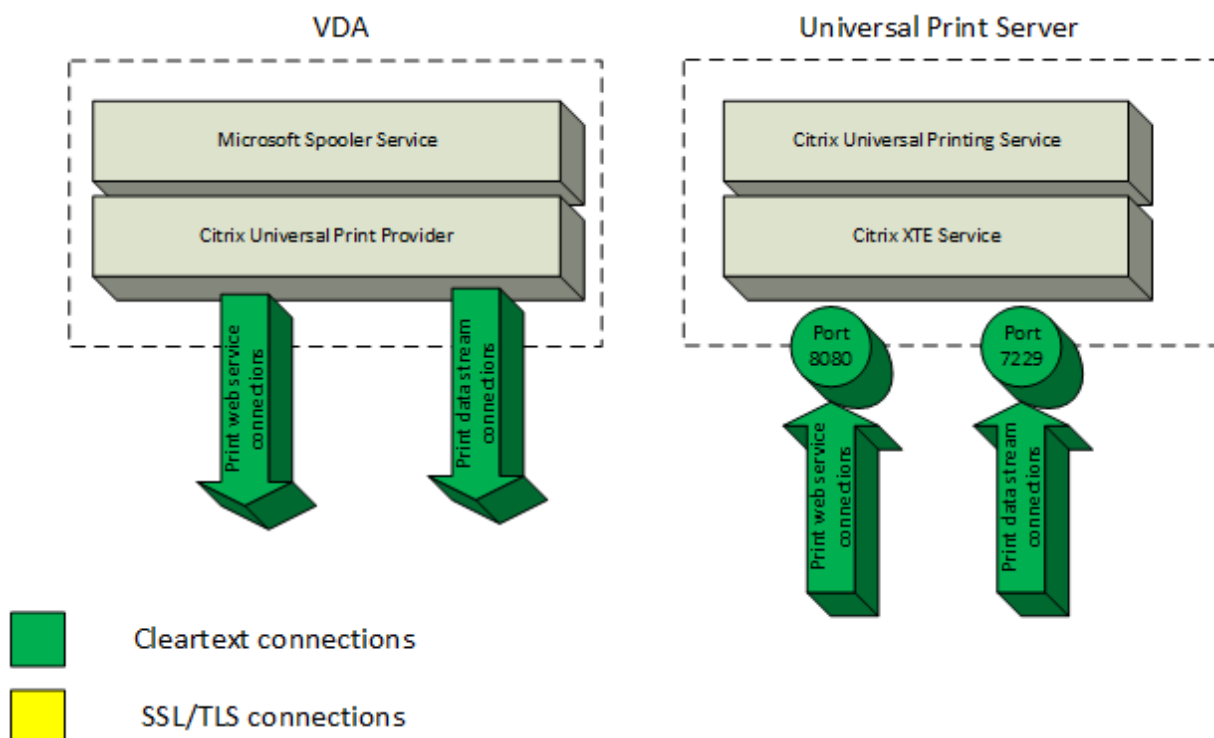 VDA
Universal Print Server
Microsoft Spooler Service
Citrix Universal Printing Service
Citrix Universal Print Provider
Citrix XTE Service
Port
8080
Port
7229
Print web service
connections
Print data stream
connections
Print web service
connections
Print data stream
connections
Cleartext connections
SSL/TLS connections